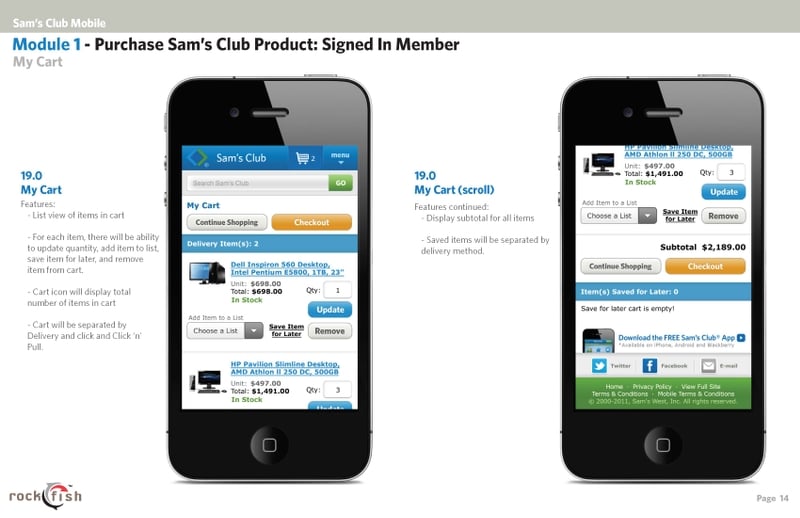 Sam's Club Mobile
Module 1 - Purchase Sam's Club Product: Signed In Member
My Cart
19.0
My Cart
Features:
- List view of items in cart
- For each item, there will be ability
to update quantity, add item to list,
save item for later, and remove
item from cart.
- Cart icon will display total
number of items in cart
- Cart will be separated by
Delivery and click and Click 'n'
Pull.
Sam's Club
2
menu
Search Sam's Club
GO
My Cart
Continue Shopping
Checkout
Delivery Item(s): 2
Dell Inspiron 560 Desktop,
Intel Pentium E5800, 1TB, 23"
Unit: $698.00
Total: $698.00
Qty: 1
In Stock
Update
Add Item to a List
Choose a List
Save Item
for Later
Remove
HP Pavilion Slimline Desktop,
AMD Athlon II 250 DC, 500GB
Unit: $497.00
Total: $1,491.00
Qty: 3
In Stock
Update
19.0
My Cart (scroll)
Features continued:
- Display subtotal for all items
- Saved items will be separated by
delivery method.
HP Pavilion Slimline Desktop,
AMD Athlon II 250 DC, 500GB
Unit: $497.00
Total: $1,491.00
Qty: 3
In Stock
Update
Add Item to a List
Choose a List
Save Item
for Later
Remove
Subtotal $2,189.00
Continue Shopping
Checkout
Item(s) Saved for Later: 0
Save for later cart is empty!
Download the FREE Sam's Club® App
*Available on iPhone, Android and Blackberry
Twitter
Facebook
E-mail
Home · Privacy Policy · View Full Site
Terms & Conditions · Mobile Terms & Conditions
© 2000-2011, Sam's West, Inc. All rights reserved.
rockfish
Page 14